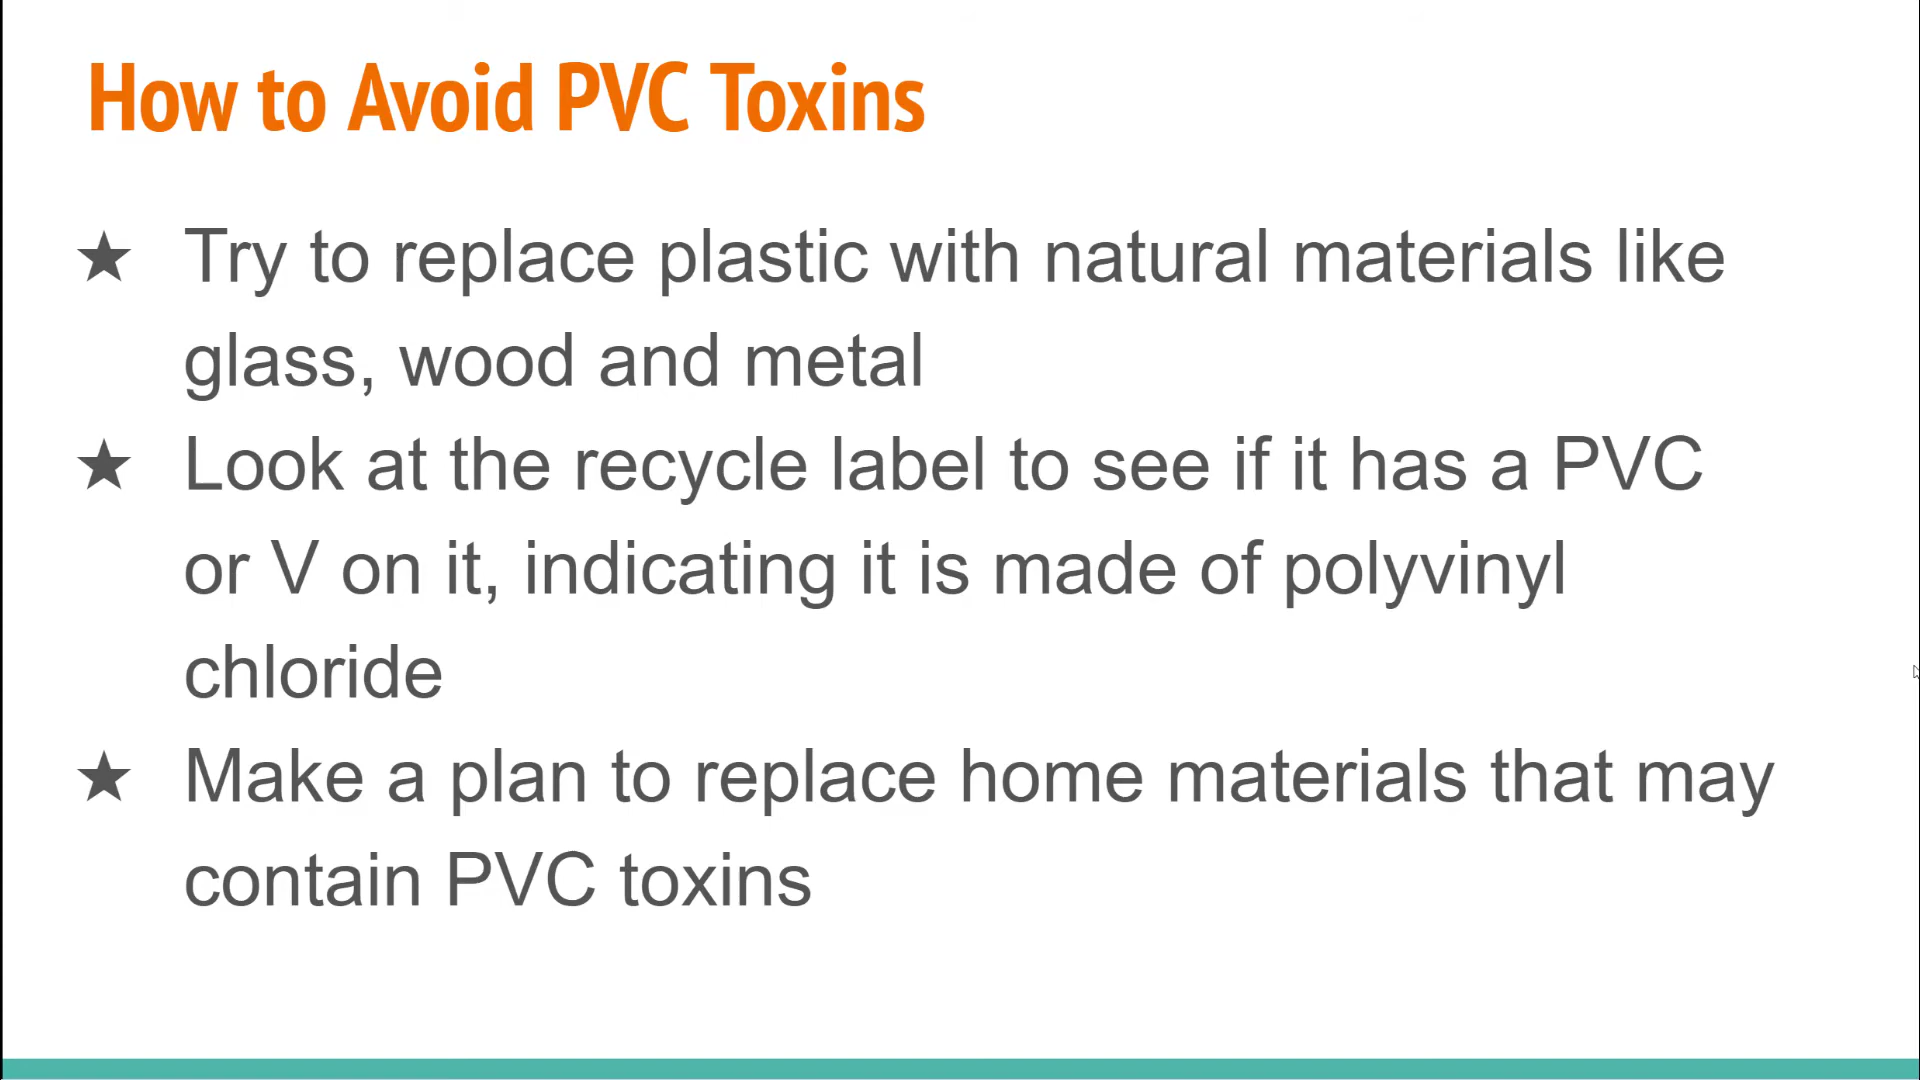 How to Avoid PVC Toxins
★ Try to replace plastic with natural materials like
glass, wood and metal
★ Look at the recycle label to see if it has a PVC
or V on it, indicating it is made of polyvinyl
chloride
★ Make a plan to replace home materials that may
contain PVC toxins